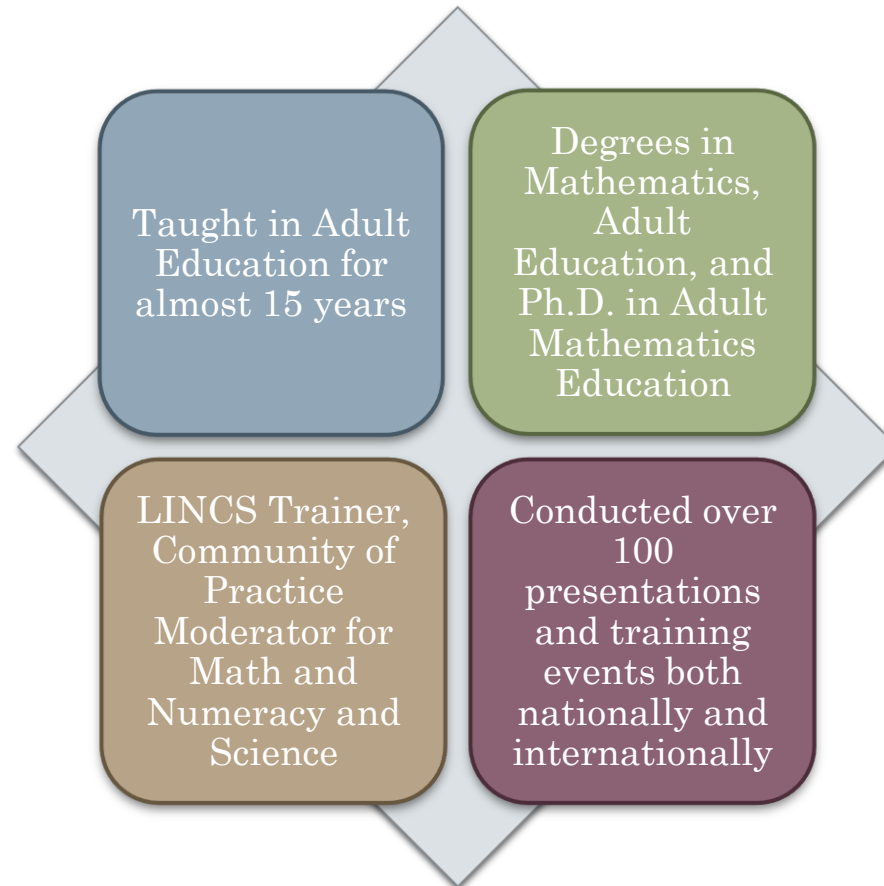 Taught in Adult
Education for
almost 15 years
Degrees in
Mathematics,
Adult
Education, and
Ph.D. in Adult
Mathematics
Education
LINCS Trainer,
Community of
Practice
Moderator for
Math and
Numeracy and
Science
Conducted over
100
presentations
and training
events both
nationally and
internationally